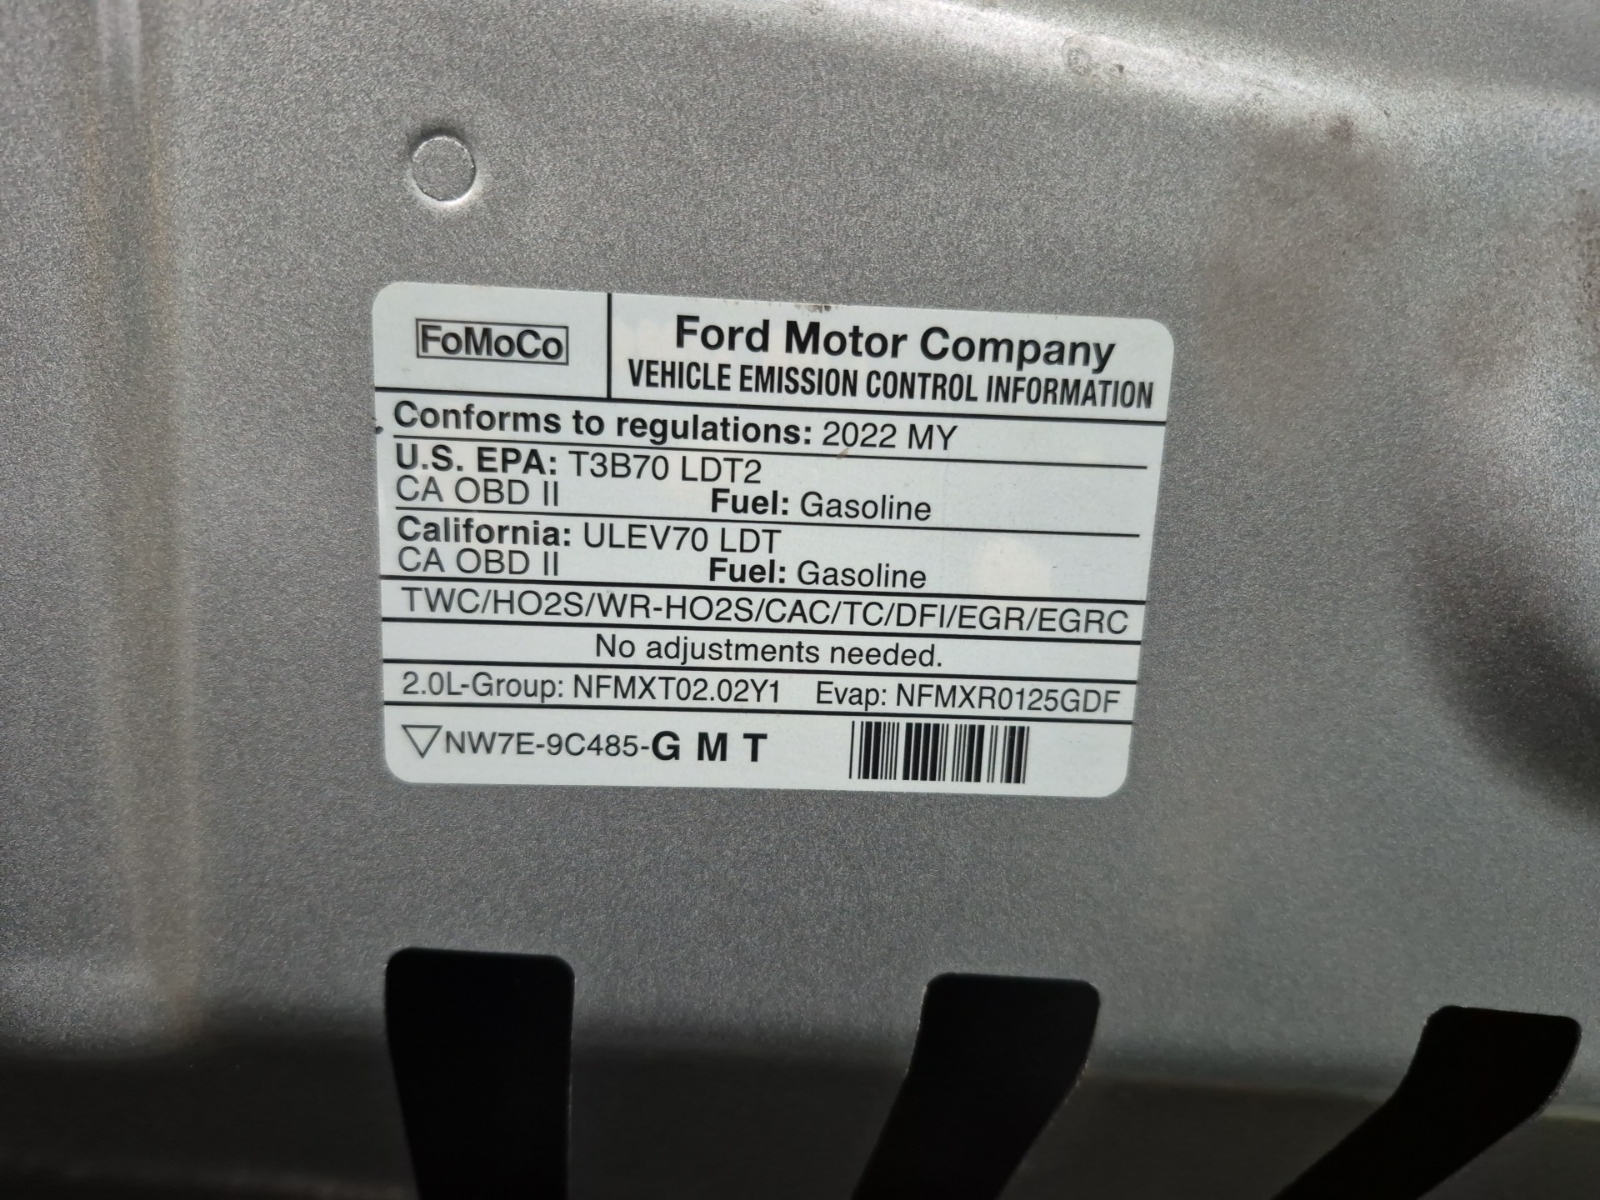 FoMoCo
Ford Motor Company
VEHICLE EMISSION CONTROL INFORMATION
Conforms to regulations: 2022 MY
U.S. EPA: T3B70 LDT2
CA OBD II Fuel: Gasoline
California: ULEV70 LDT
CA OBD II Fuel: Gasoline
TWC/HO2S/WR-HO2S/CAC/TC/DFI/EGR/EGRC
No adjustments needed.
2.0L-Group: NFMXT02.02Y1 Evap: NFMXR0125GDF
▽NW7E-9C485-G M T